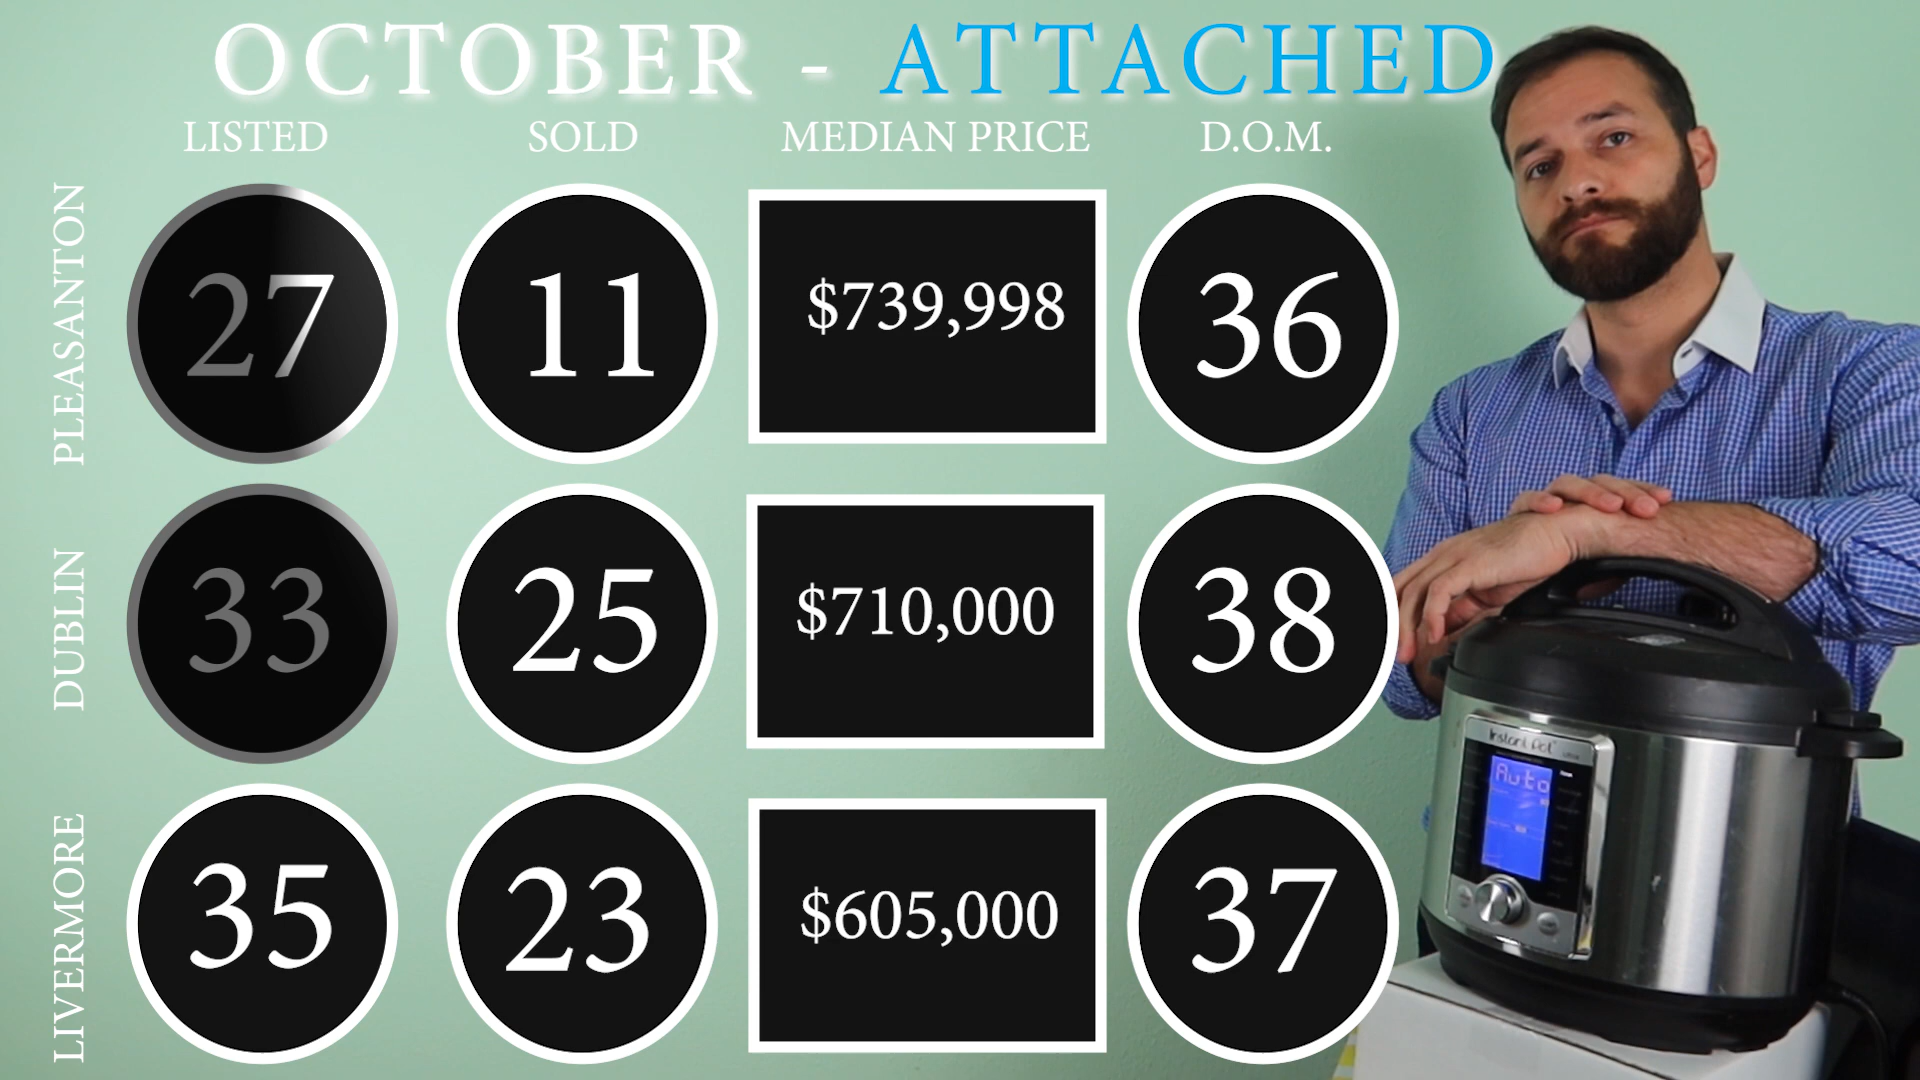 OCTOBER - ATTACHED
LISTED SOLD MEDIAN PRICE D.O.M.
PLEASANTON 27 11 $739,998 36
DUBLIN 33 25 $710,000 38
LIVERMORE 35 23 $605,000 37
Instant Pot
Auto